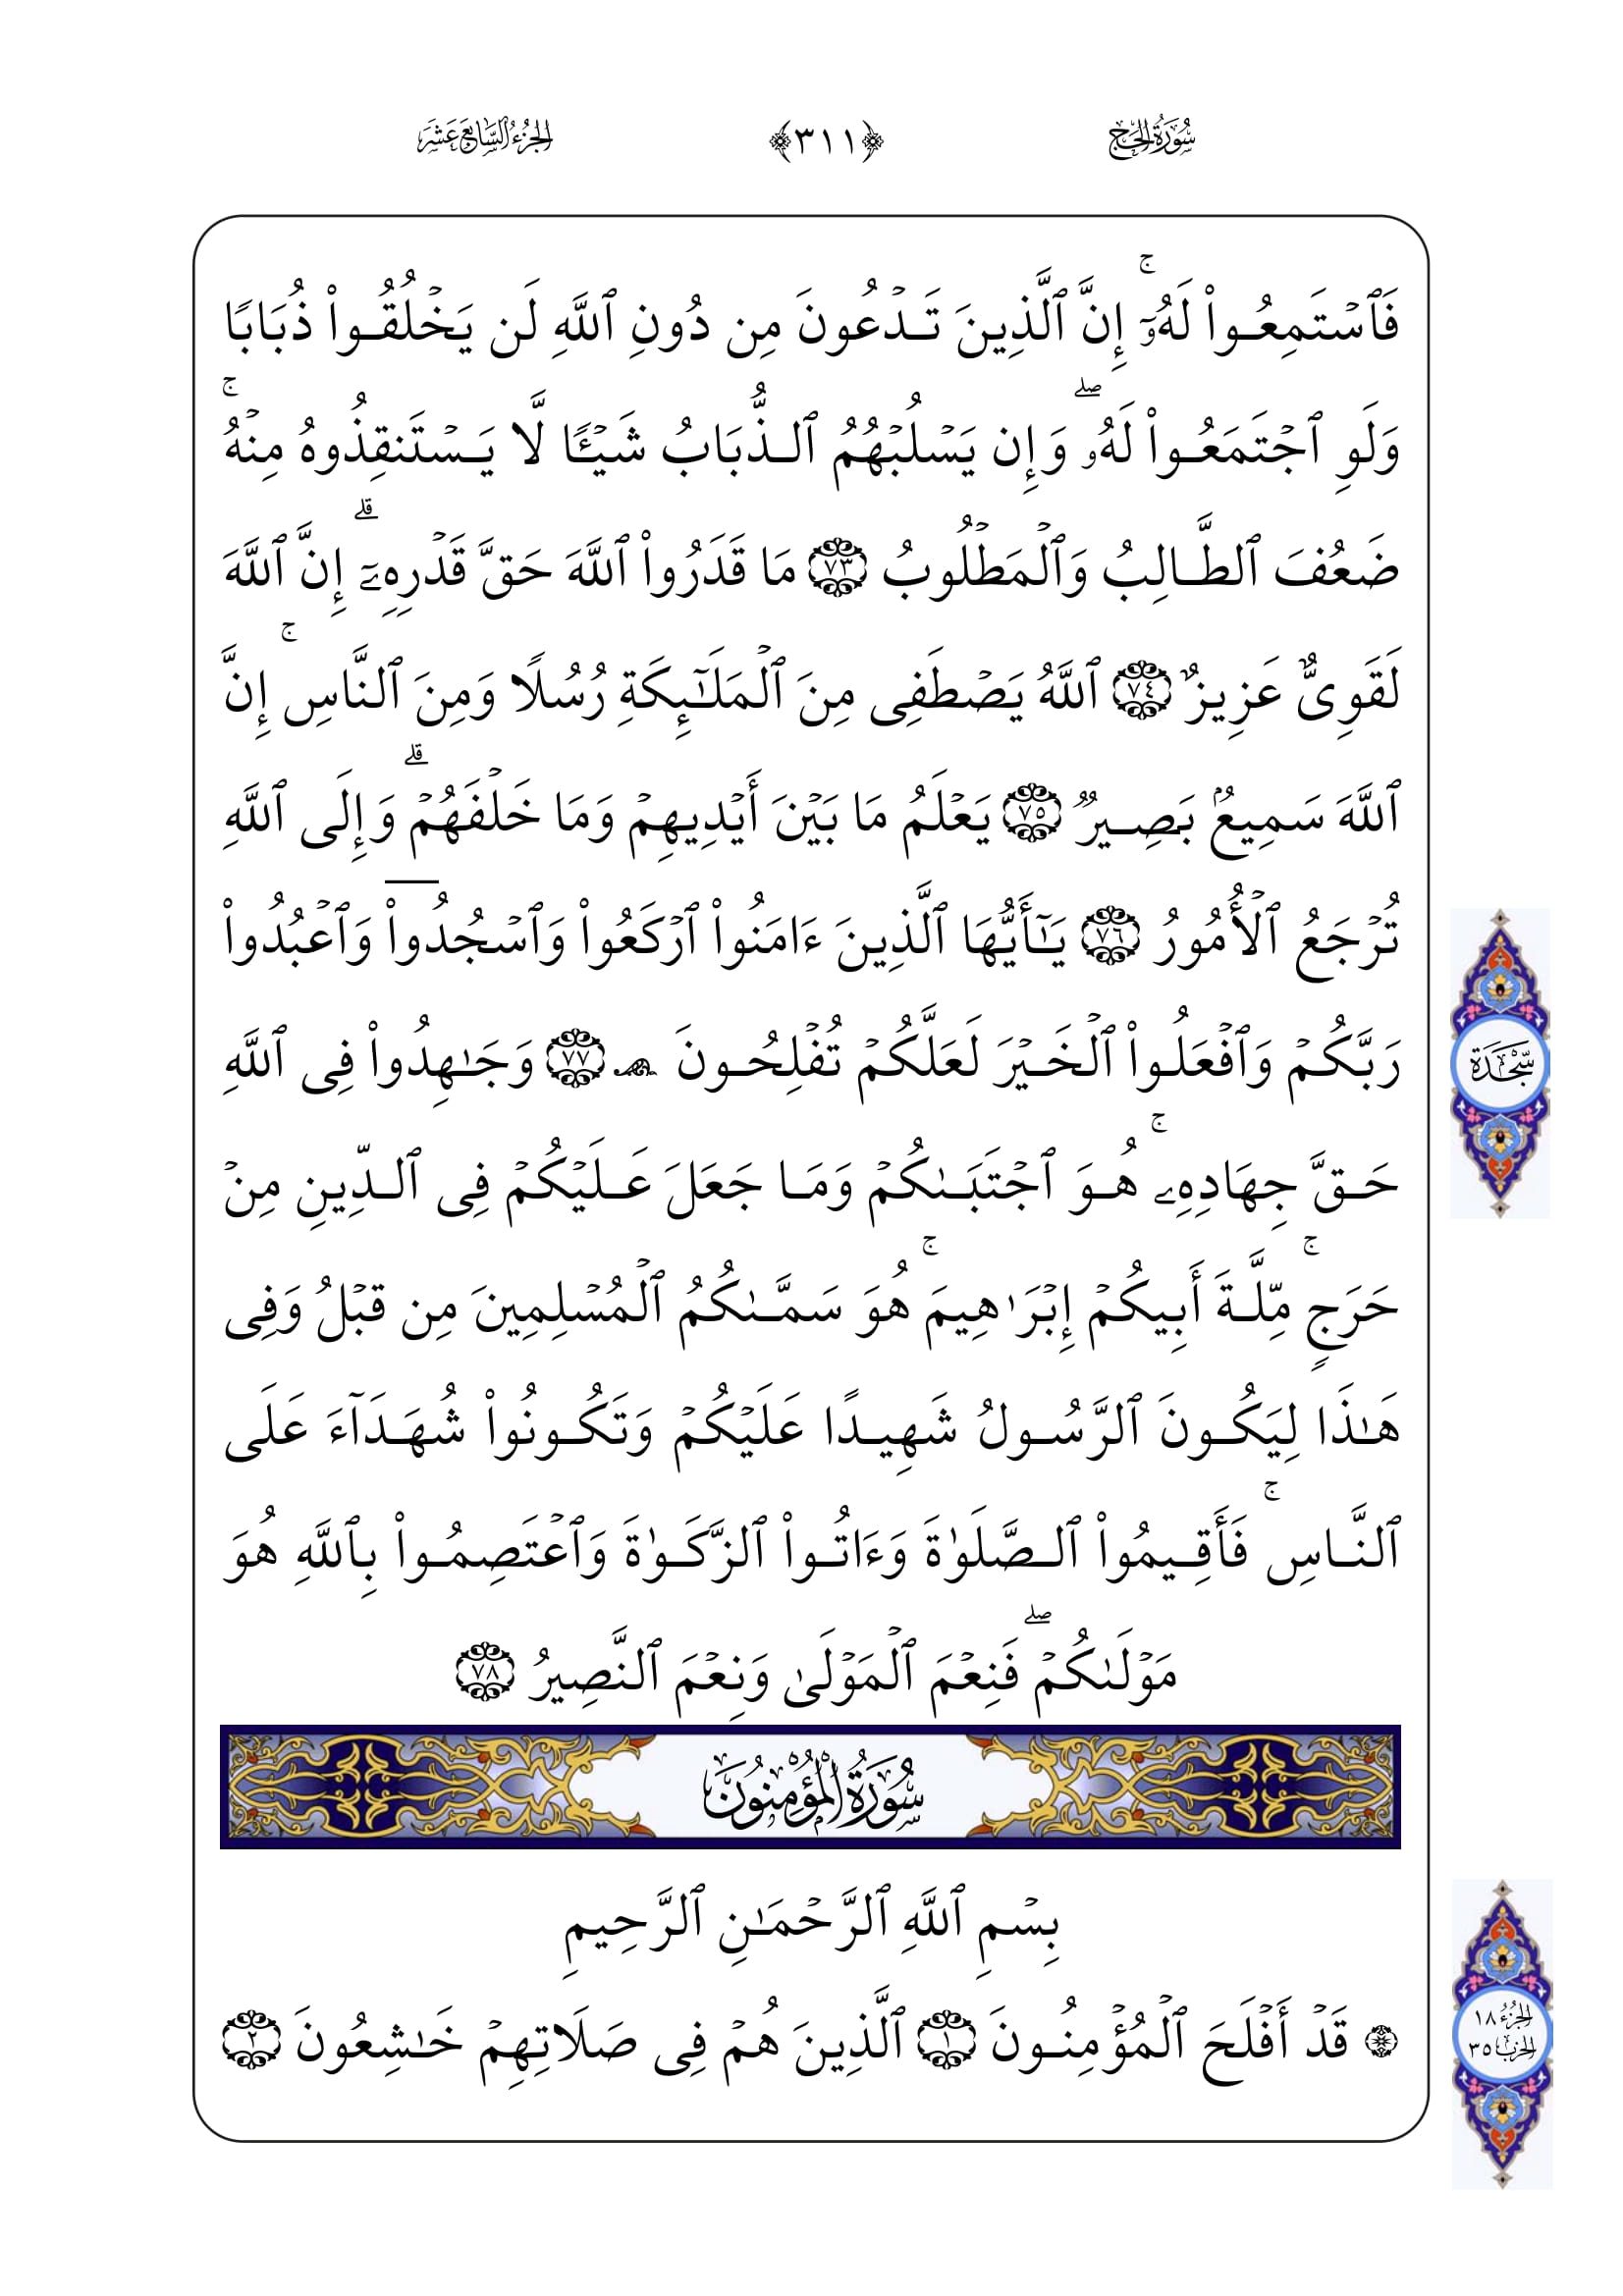 سُورَةُ الحَجِّ
﴿٣١١﴾
الجُزْءُ السَّابِعَ عَشَرَ
فَٱسۡتَمِعُواْ لَهُۥٓۚ إِنَّ ٱلَّذِينَ تَدۡعُونَ مِن دُونِ ٱللَّهِ لَن يَخۡلُقُواْ ذُبَابًا
وَلَوِ ٱجۡتَمَعُواْ لَهُۥۖ وَإِن يَسۡلُبۡهُمُ ٱلذُّبَابُ شَيۡـًٔا لَّا يَسۡتَنقِذُوهُ مِنۡهُۚ
ضَعُفَ ٱلطَّالِبُ وَٱلۡمَطۡلُوبُ ٧٣ مَا قَدَرُواْ ٱللَّهَ حَقَّ قَدۡرِهِۦٓۗ إِنَّ ٱللَّهَ
لَقَوِىٌّ عَزِيزٌ ٧٤ ٱللَّهُ يَصۡطَفِى مِنَ ٱلۡمَلَـٰٓئِكَةِ رُسُلًا وَمِنَ ٱلنَّاسِۚ إِنَّ
ٱللَّهَ سَمِيعٌۢ بَصِيرٌ ٧٥ يَعۡلَمُ مَا بَيۡنَ أَيۡدِيهِمۡ وَمَا خَلۡفَهُمۡۗ وَإِلَى ٱللَّهِ
تُرۡجَعُ ٱلۡأُمُورُ ٧٦ يَـٰٓأَيُّهَا ٱلَّذِينَ ءَامَنُواْ ٱرۡكَعُواْ وَٱسۡجُدُواْ وَٱعۡبُدُواْ
رَبَّكُمۡ وَٱفۡعَلُواْ ٱلۡخَيۡرَ لَعَلَّكُمۡ تُفۡلِحُونَ ۩ ٧٧ وَجَـٰهِدُواْ فِى ٱللَّهِ
سَّجْدَة
حَقَّ جِهَادِهِۦۚ هُوَ ٱجۡتَبَىٰكُمۡ وَمَا جَعَلَ عَلَيۡكُمۡ فِى ٱلدِّينِ مِنۡ
حَرَجٍۚ مِّلَّةَ أَبِيكُمۡ إِبۡرَٰهِيمَۚ هُوَ سَمَّىٰكُمُ ٱلۡمُسۡلِمِينَ مِن قَبۡلُ وَفِى
هَـٰذَا لِيَكُونَ ٱلرَّسُولُ شَهِيدًا عَلَيۡكُمۡ وَتَكُونُواْ شُهَدَآءَ عَلَى
ٱلنَّاسِۚ فَأَقِيمُواْ ٱلصَّلَوٰةَ وَءَاتُواْ ٱلزَّكَوٰةَ وَٱعۡتَصِمُواْ بِٱللَّهِ هُوَ
مَوۡلَىٰكُمۡۖ فَنِعۡمَ ٱلۡمَوۡلَىٰ وَنِعۡمَ ٱلنَّصِيرُ ٧٨
سُورَةُ المُؤْمِنُونَ
بِسۡمِ ٱللَّهِ ٱلرَّحۡمَـٰنِ ٱلرَّحِيمِ
۞ قَدۡ أَفۡلَحَ ٱلۡمُؤۡمِنُونَ ١ ٱلَّذِينَ هُمۡ فِى صَلَاتِهِمۡ خَـٰشِعُونَ ٢
الجُزْءُ ١٨
الحِزْب ٣٥